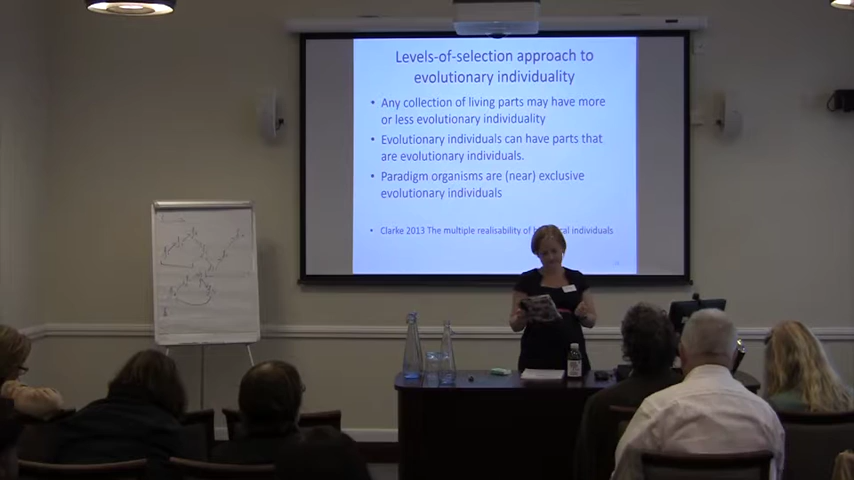 Levels-of-selection approach to
evolutionary individuality
• Any collection of living parts may have more
or less evolutionary individuality
• Evolutionary individuals can have parts that
are evolutionary individuals.
• Paradigm organisms are (near) exclusive
evolutionary individuals
• Clarke 2013 The multiple realisability of individuals